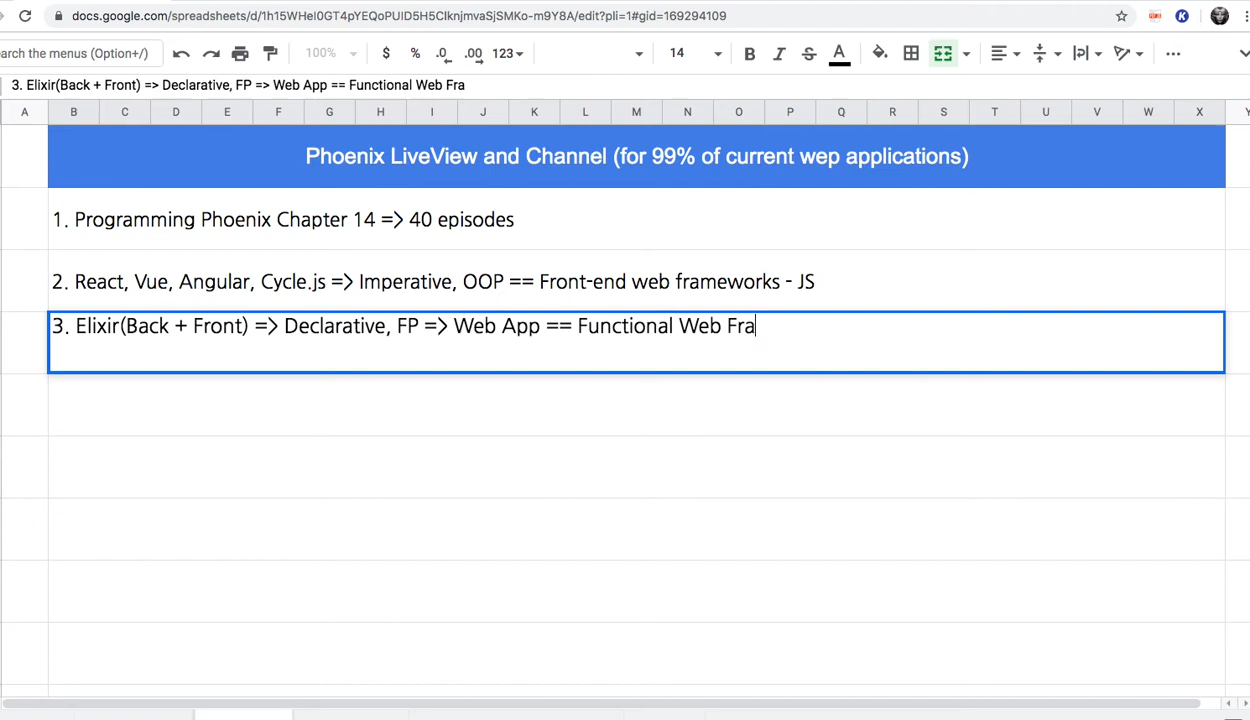 docs.google.com/spreadsheets/d/1h15WHel0GT4pYEQoPUlD5H5CIknjmvaSjSMKo-m9Y8A/edit?pli=1#gid=169294109
earch the menus (Option+/) 100% $ % .0 .00 123 14 B I S A
3. Elixir(Back + Front) => Declarative, FP => Web App == Functional Web Fra
A B C D E F G H I J K L M N O P Q R S T U V W X Y
Phoenix LiveView and Channel (for 99% of current wep applications)
1. Programming Phoenix Chapter 14 => 40 episodes
2. React, Vue, Angular, Cycle.js => Imperative, OOP == Front-end web frameworks - JS
3. Elixir(Back + Front) => Declarative, FP => Web App == Functional Web Fra